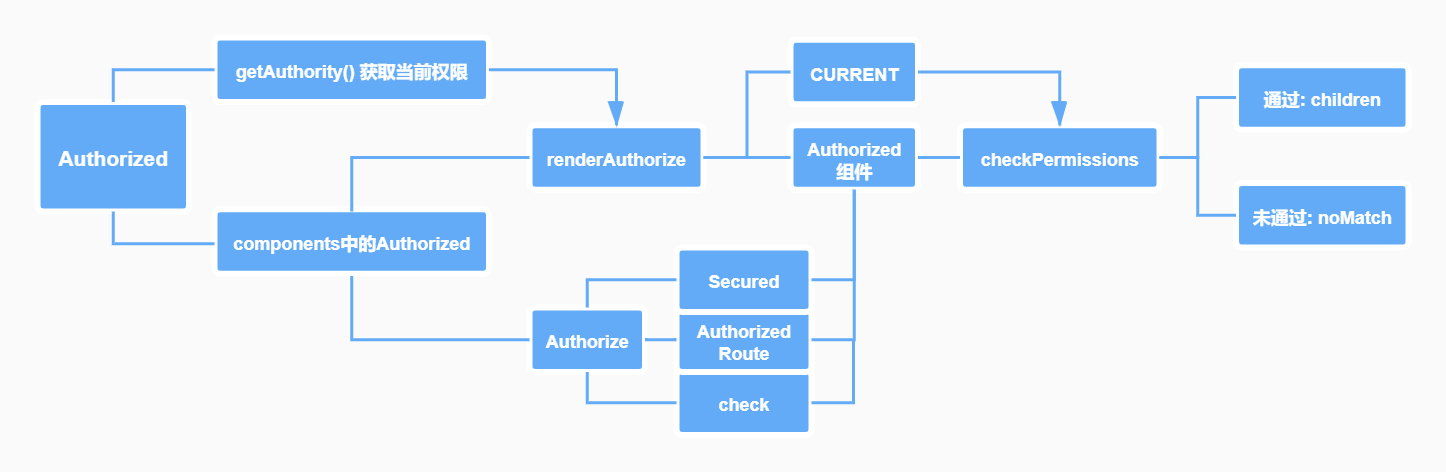 Authorized
getAuthority() 获取当前权限
components中的Authorized
renderAuthorize
Authorize
CURRENT
Authorized
组件
Secured
Authorized
Route
check
checkPermissions
通过: children
未通过: noMatch